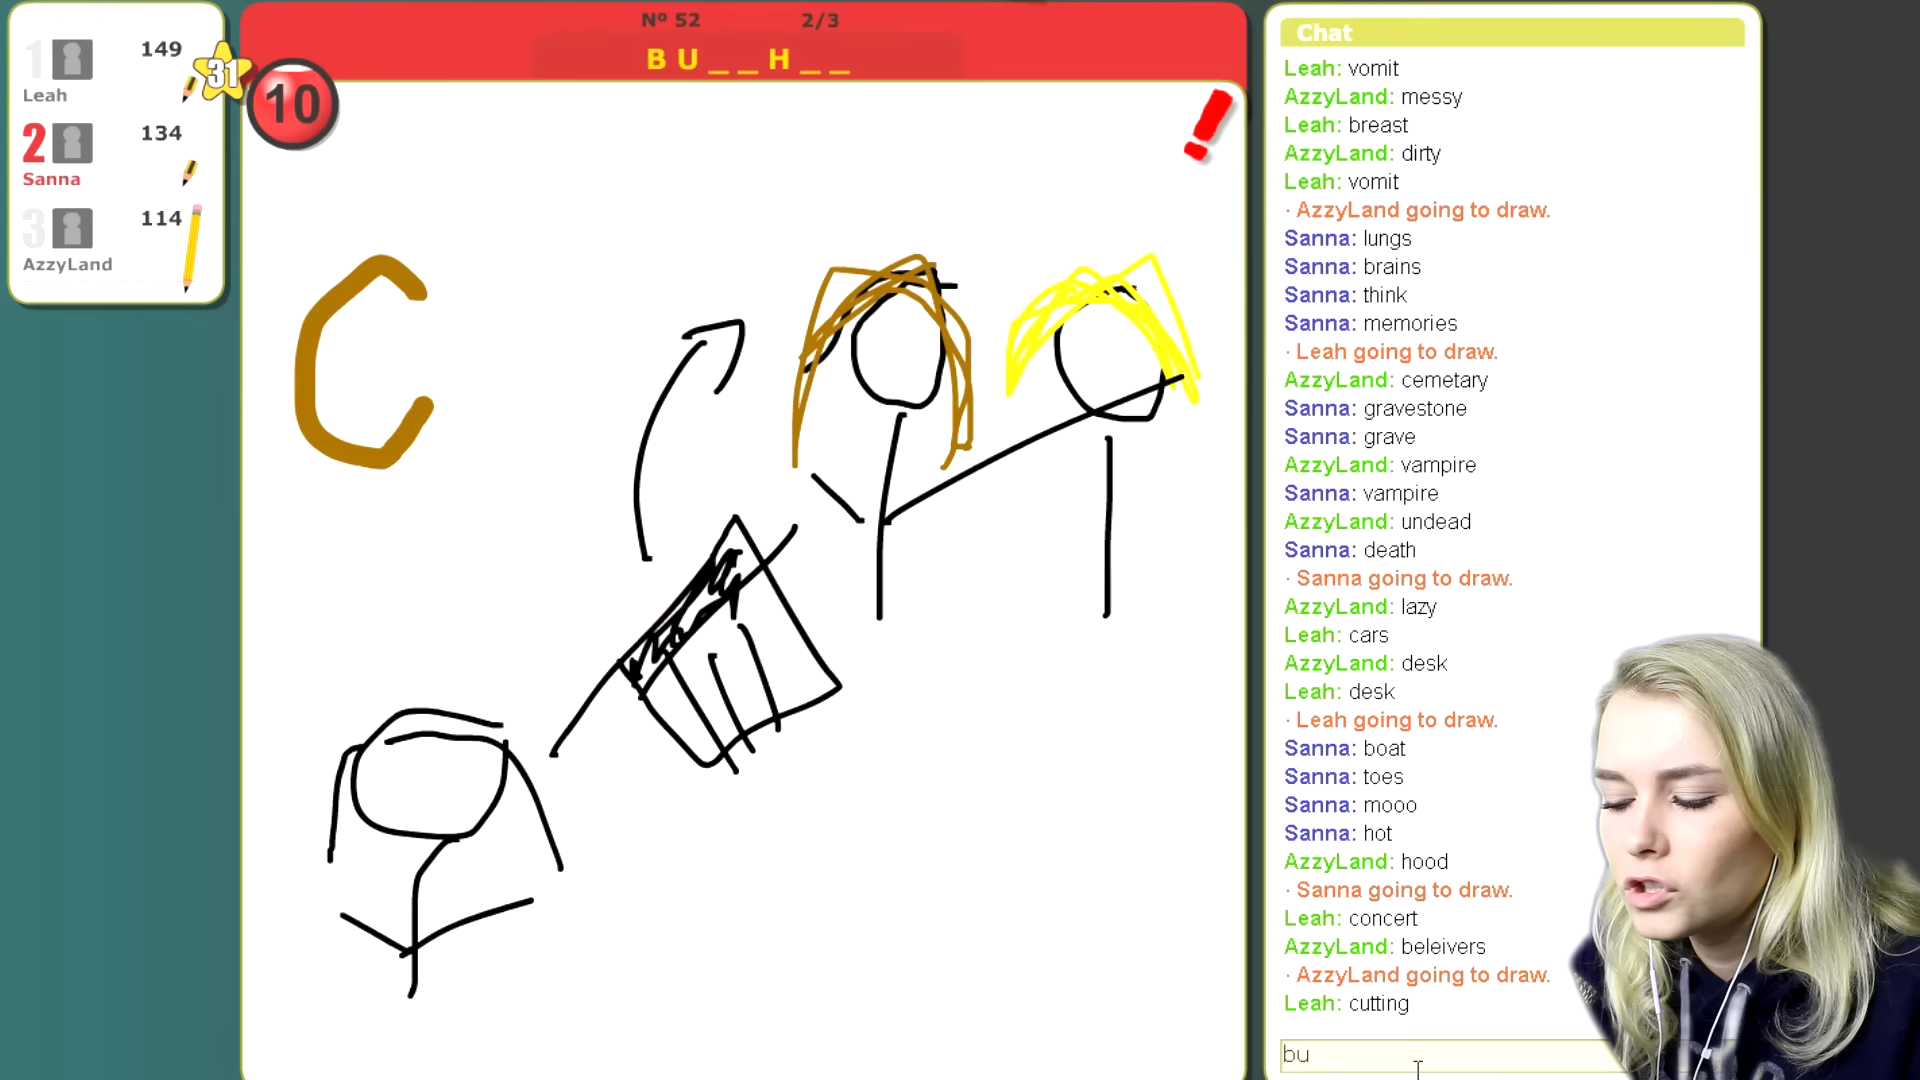 1
149
Leah
2
134
Sanna
3
114
AzzyLand
31
10
Nº 52
2/3
B U _ _ H _ _
C
Chat
Leah: vomit
AzzyLand: messy
Leah: breast
AzzyLand: dirty
Leah: vomit
· AzzyLand going to draw.
Sanna: lungs
Sanna: brains
Sanna: think
Sanna: memories
· Leah going to draw.
AzzyLand: cemetary
Sanna: gravestone
Sanna: grave
AzzyLand: vampire
Sanna: vampire
AzzyLand: undead
Sanna: death
· Sanna going to draw.
AzzyLand: lazy
Leah: cars
AzzyLand: desk
Leah: desk
· Leah going to draw.
Sanna: boat
Sanna: toes
Sanna: mooo
Sanna: hot
AzzyLand: hood
· Sanna going to draw.
Leah: concert
AzzyLand: beleivers
· AzzyLand going to draw.
Leah: cutting
bu